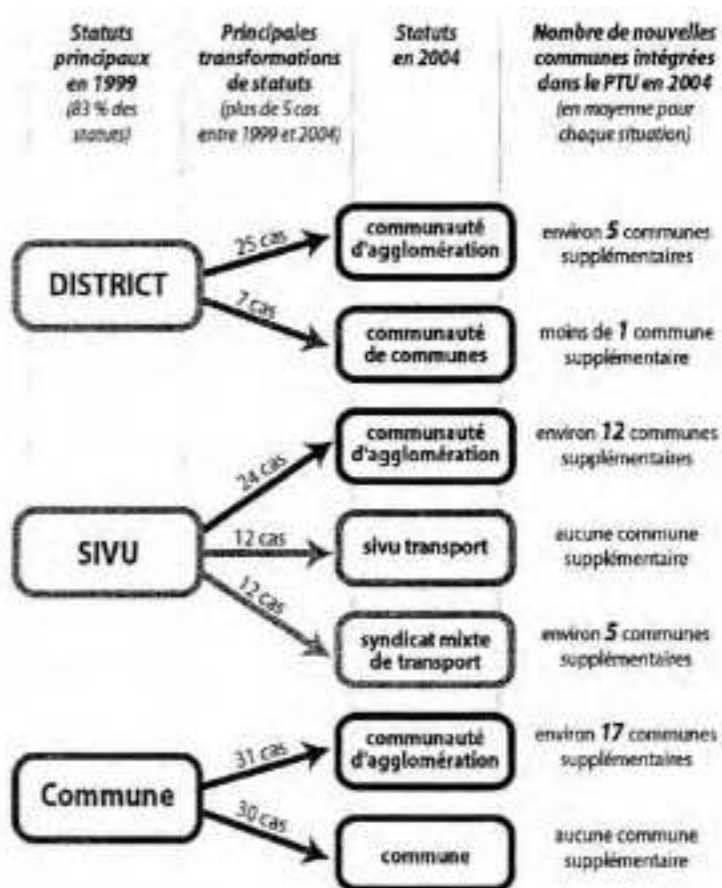 Statuts
principaux
en 1999
(83 % des
statuts)
Principales
transformations
de statuts
(plus de 5 cas
entre 1999 et 2004)
Statuts
en 2004
Nombre de nouvelles
communes intégrées
dans le PTU en 2004
(en moyenne pour
chaque situation)
DISTRICT
25 cas
communauté
d'agglomération
environ 5 communes
supplémentaires
7 cas
communauté
de communes
moins de 1 commune
supplémentaire
SIVU
24 cas
communauté
d'agglomération
environ 12 communes
supplémentaires
12 cas
sivu transport
aucune commune
supplémentaire
12 cas
syndicat mixte
de transport
environ 5 communes
supplémentaires
Commune
31 cas
communauté
d'agglomération
environ 17 communes
supplémentaires
30 cas
commune
aucune commune
supplémentaire